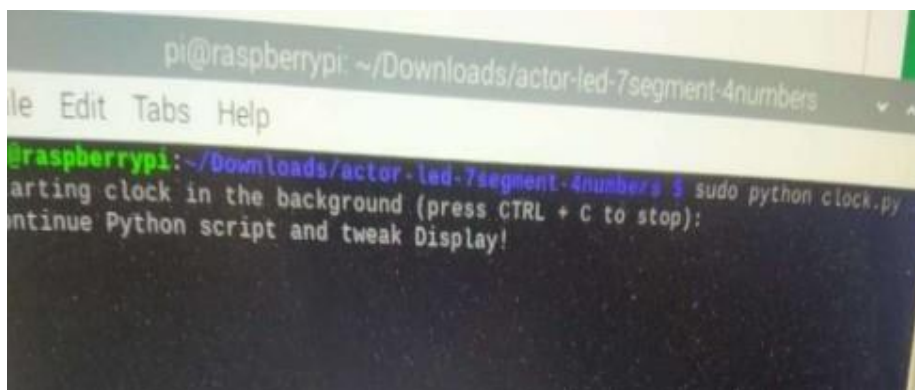 pi@raspberrypi: ~/Downloads/actor-led-7segment-4numbers
le Edit Tabs Help
@raspberrypi:~/Downloads/actor-led-7segment-4numbers $ sudo python clock.py
arting clock in the background (press CTRL + C to stop):
ontinue Python script and tweak Display!